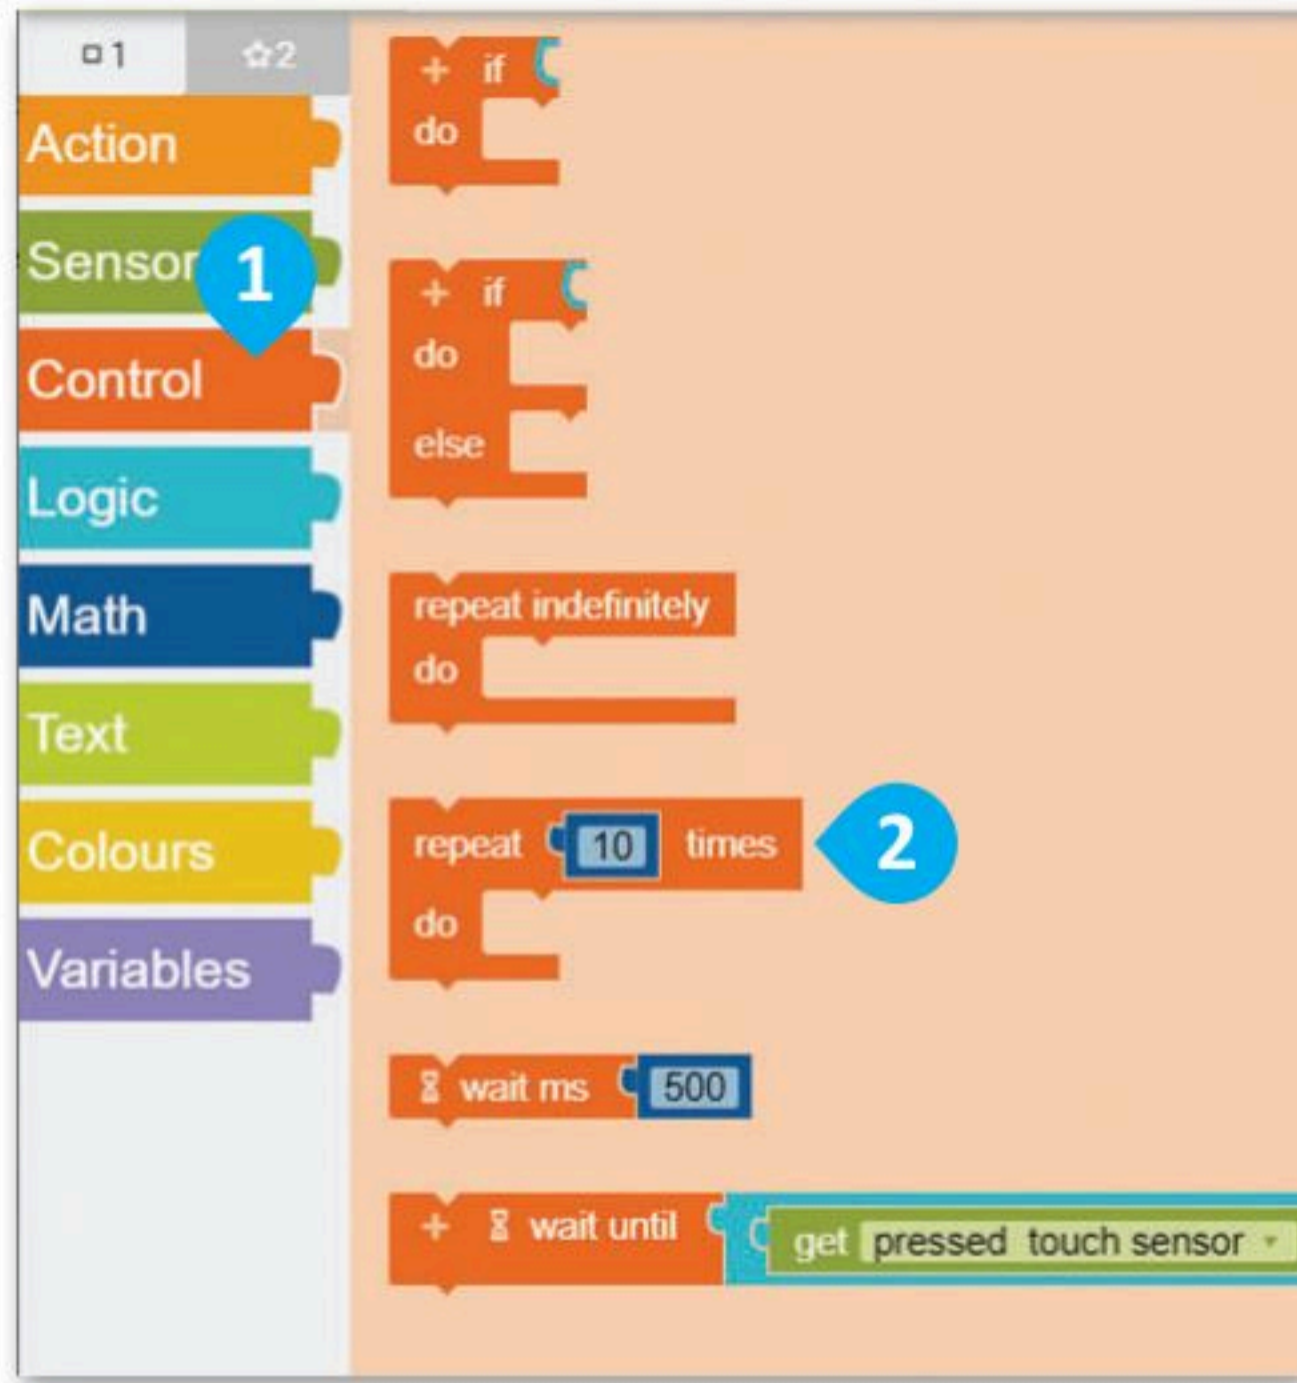 1
2
Action
Sensor
1
Control
Logic
Math
Text
Colours
Variables
+ if
do
+ if
do
else
repeat indefinitely
do
repeat 10 times
2
do
wait ms 500
+ wait until get pressed touch sensor